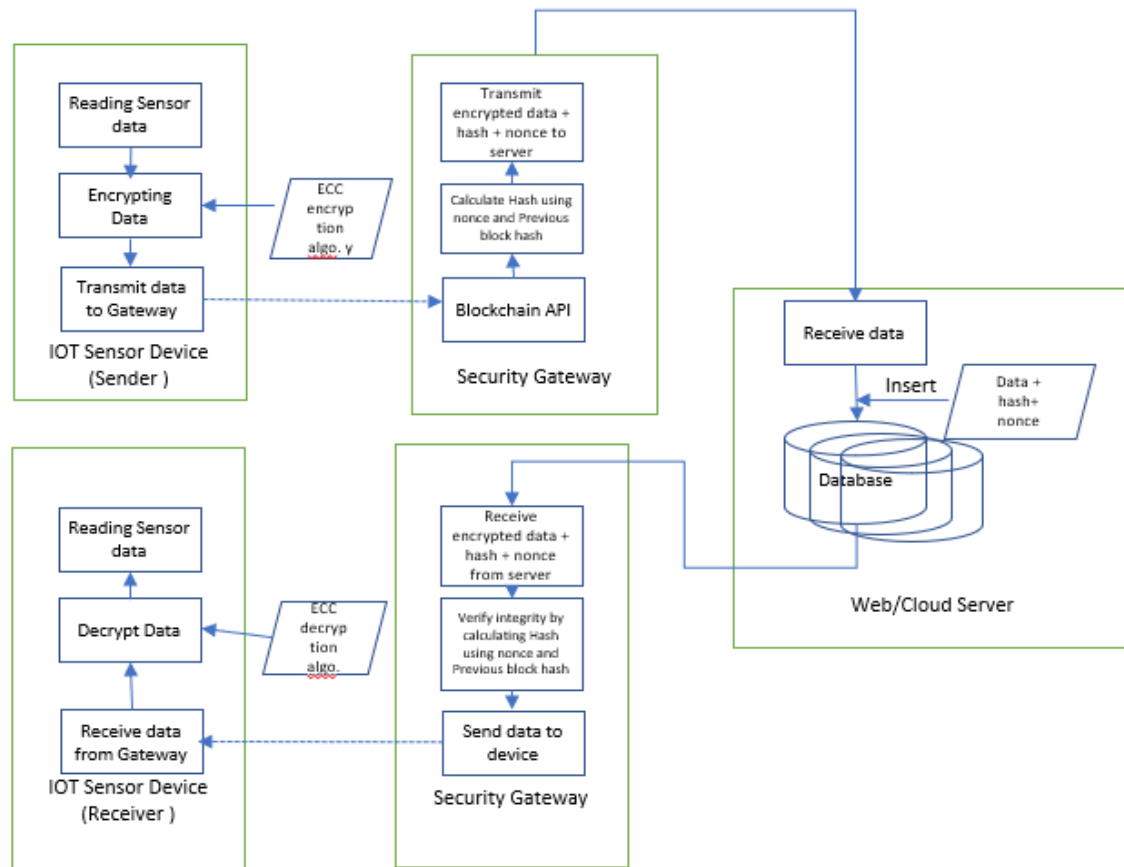 Reading Sensor
data
Encrypting
Data
Transmit data
to Gateway
IOT Sensor Device
(Sender )
ECC
encryp
tion
algo. y
Transmit
encrypted data +
hash + nonce to
server
Calculate Hash using
nonce and Previous
block hash
Blockchain API
Security Gateway
Receive data
Insert
Data +
hash+
nonce
Database
Web/Cloud Server
Reading Sensor
data
Decrypt Data
Receive data
from Gateway
IOT Sensor Device
(Receiver )
ECC
decryp
tion
algo.
Receive
encrypted data +
hash + nonce
from server
Verify integrity by
calculating Hash
using nonce and
Previous block hash
Send data to
device
Security Gateway